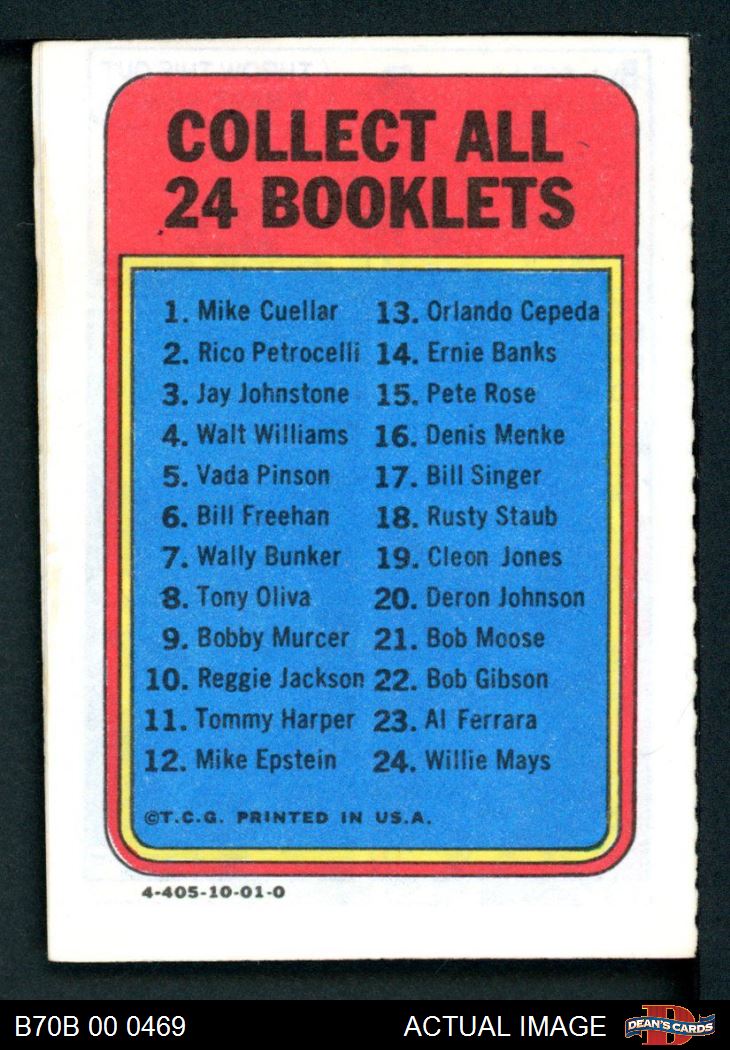 COLLECT ALL
24 BOOKLETS
1. Mike Cuellar
2. Rico Petrocelli
3. Jay Johnstone
4. Walt Williams
5. Vada Pinson
6. Bill Freehan
7. Wally Bunker
8. Tony Oliva
9. Bobby Murcer
10. Reggie Jackson
11. Tommy Harper
12. Mike Epstein
13. Orlando Cepeda
14. Ernie Banks
15. Pete Rose
16. Denis Menke
17. Bill Singer
18. Rusty Staub
19. Cleon Jones
20. Deron Johnson
21. Bob Moose
22. Bob Gibson
23. Al Ferrara
24. Willie Mays
©T.C.G. PRINTED IN U.S.A.
4-405-10-01-0
B70B 00 0469
ACTUAL IMAGE
D
DEAN'S CARDS